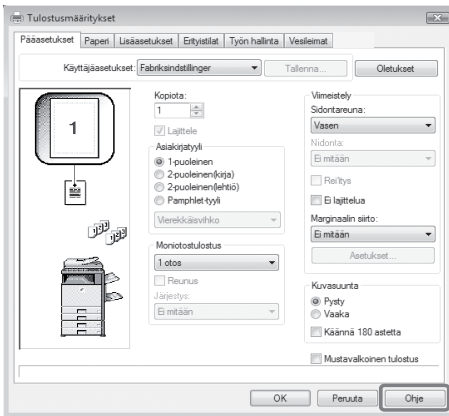 Tulostusmääritykset
Pääasetukset Paperi Lisäasetukset Erityistilat Työn hallinta Vesileimat
Käyttäjäasetukset: Fabriksindstillinger Tallenna... Oletukset
1
Kopiota:
1
Lajittele
Asiakirjatyyli
1-puoleinen
2-puoleinen(kirja)
2-puoleinen(lehtiö)
Pamphlet-tyyli
Vierekkäisvihko
Moniotostulostus
1 otos
Reunus
Järjestys:
Ei mitään
Viimeistely
Sidontareuna:
Vasen
Nidonta:
Ei mitään
Rei'itys
Ei lajittelua
Marginaalin siirto:
Ei mitään
Asetukset...
Kuvasuunta
Pysty
Vaaka
Käännä 180 astetta
Mustavalkoinen tulostus
OK Peruuta Ohje